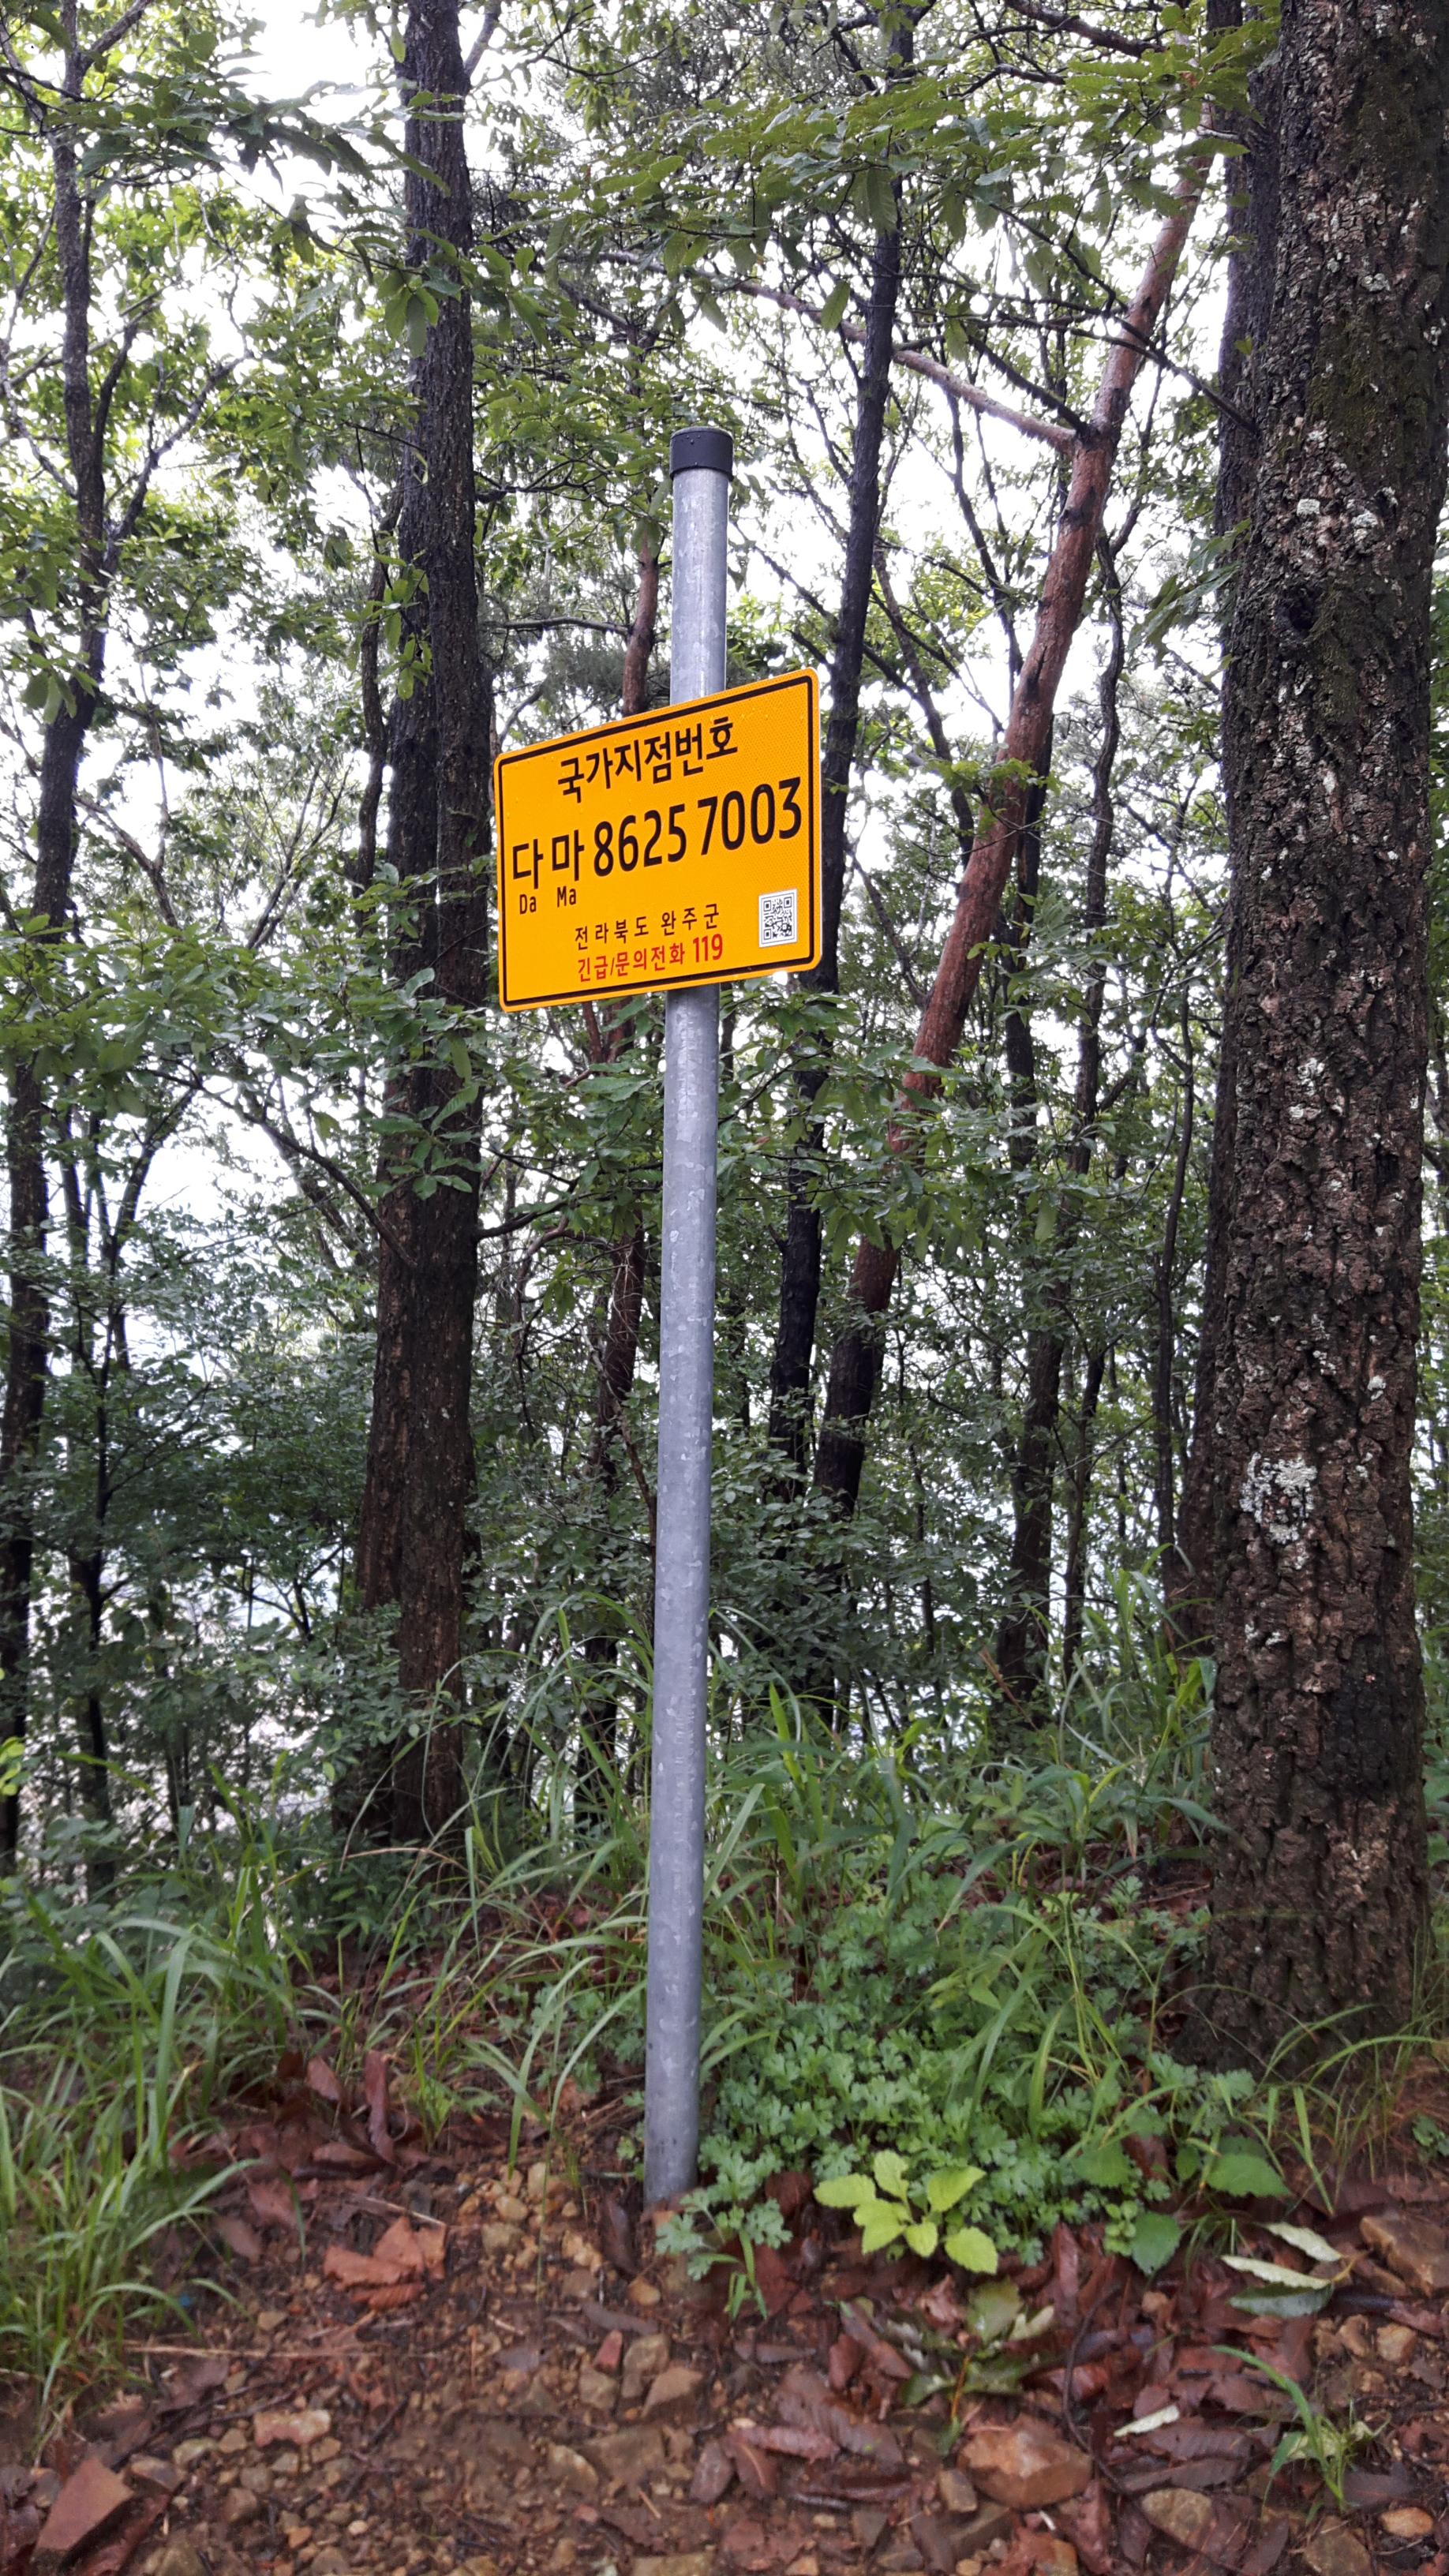 국가지점번호
다 마 8625 7003
Da Ma
전라북도 완주군
긴급/문의전화 119